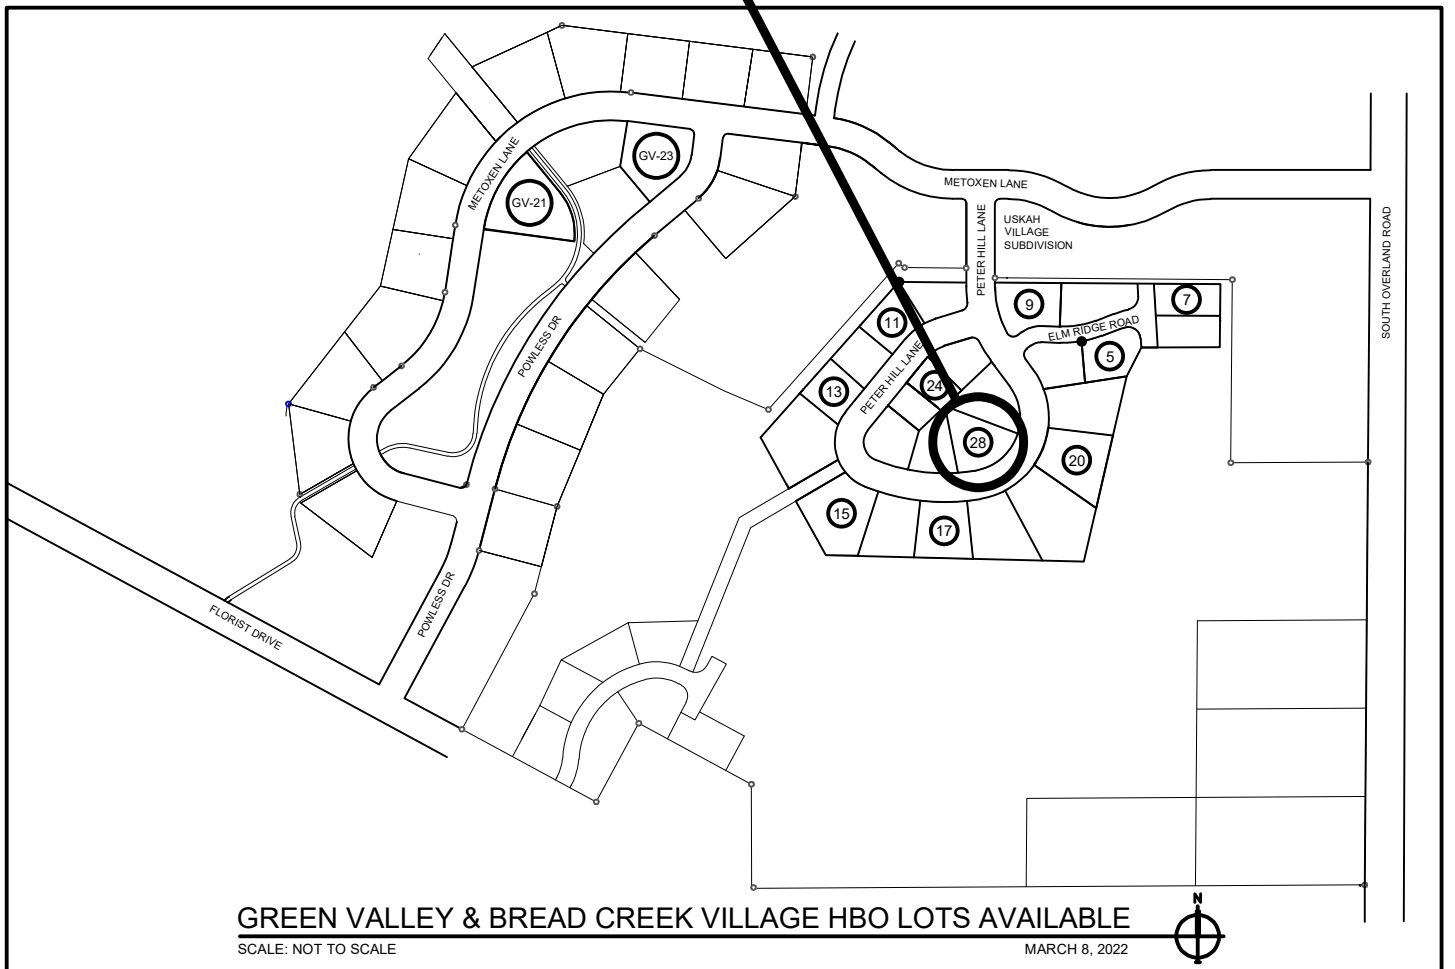 GV-23
METOXEN LANE
GV-21
METOXEN LANE
PETER HILL LANE
USKAH
VILLAGE
SUBDIVISION
SOUTH OVERLAND ROAD
9
7
11
ELM RIDGE ROAD
POWLESS DR
5
PETER HILL LANE
24
13
28
20
15
17
POWLESS DR
FLORIST DRIVE
N
GREEN VALLEY & BREAD CREEK VILLAGE HBO LOTS AVAILABLE
SCALE: NOT TO SCALE
MARCH 8, 2022